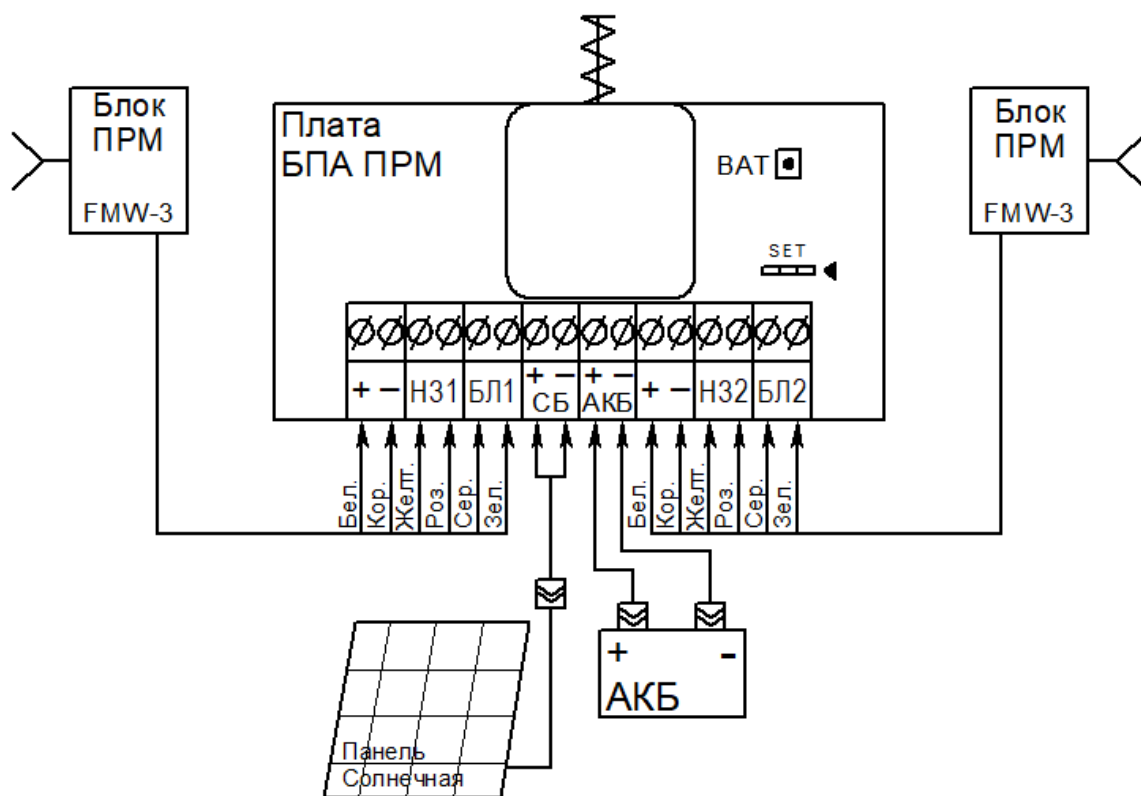 Блок
ПРМ
FMW-3
Плата
БПА ПРМ
BAT
SET
Блок
ПРМ
FMW-3
+ − НЗ1 БЛ1 + − СБ + − АКБ + − НЗ2 БЛ2
Бел.
Кор.
Желт.
Роз.
Сер.
Зел.
Бел.
Кор.
Желт.
Роз.
Сер.
Зел.
+ -
АКБ
Панель
Солнечная